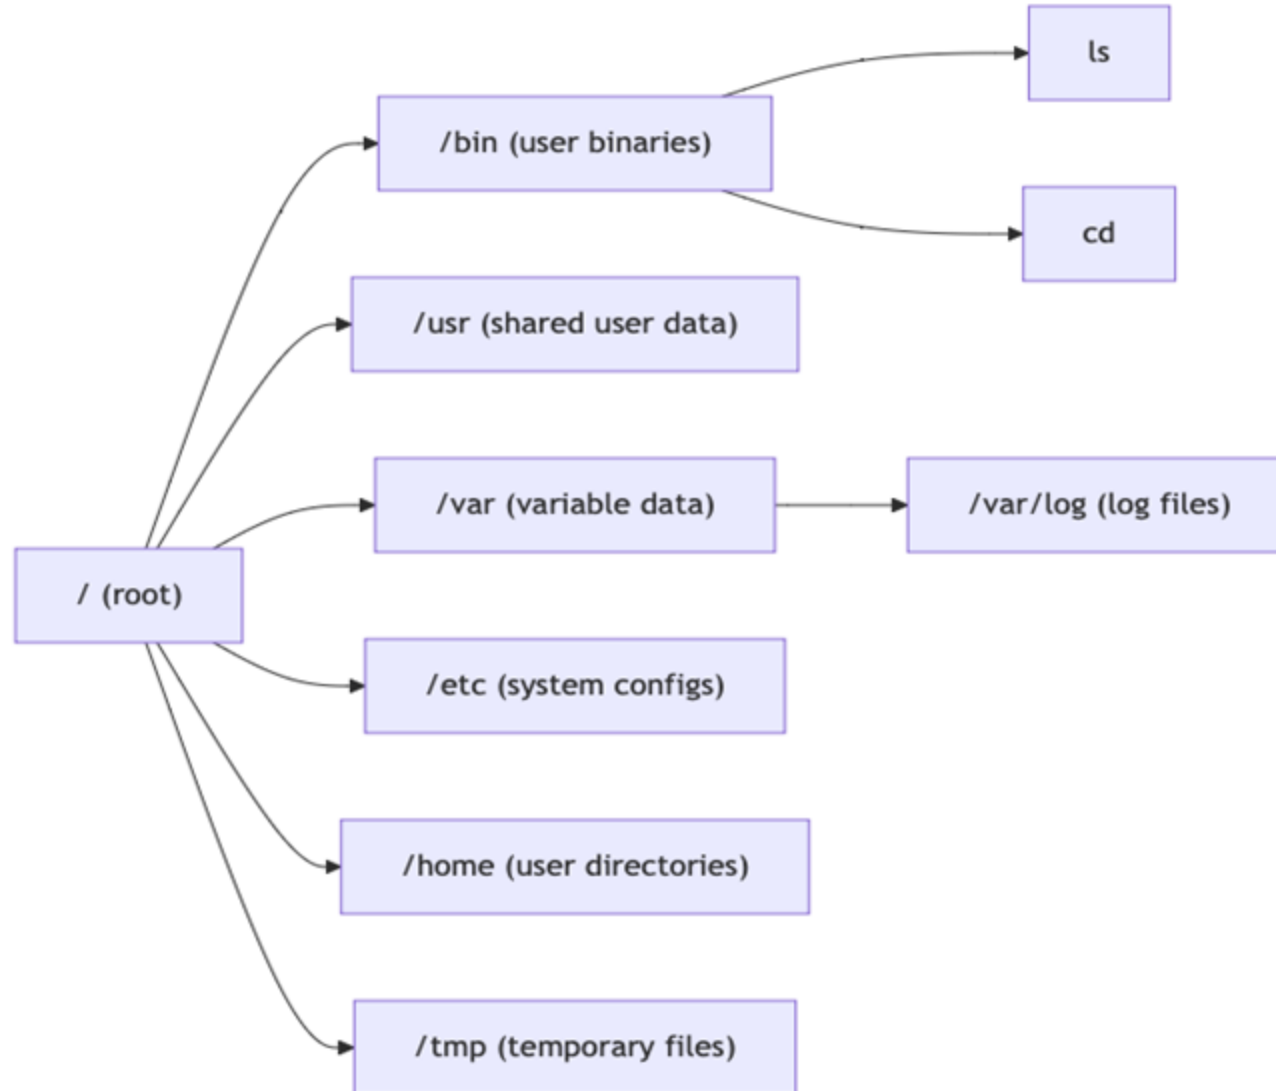 ls
/bin (user binaries)
cd
/usr (shared user data)
/var (variable data)
/var/log (log files)
/ (root)
/etc (system configs)
/home (user directories)
/tmp (temporary files)